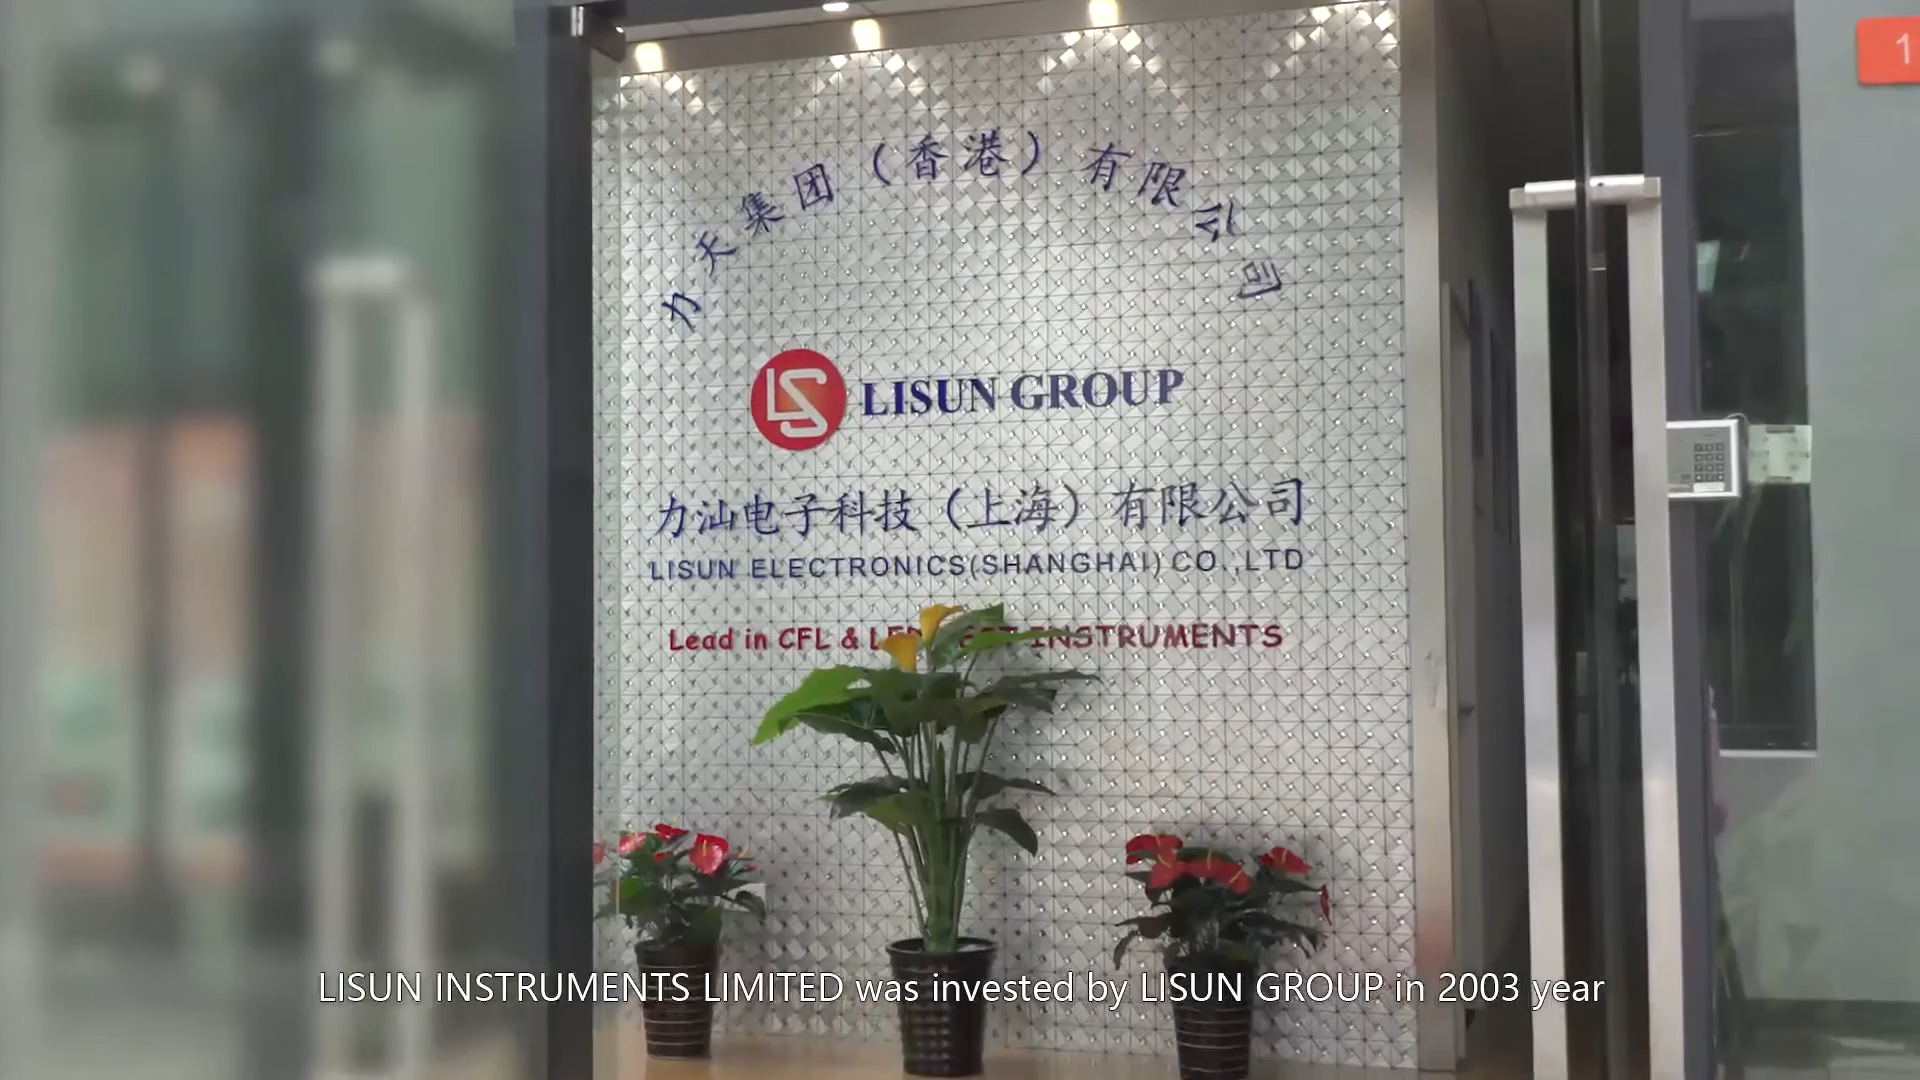 力天集团（香港）有限公司
LS LISUN GROUP
力汕电子科技（上海）有限公司
LISUN ELECTRONICS(SHANGHAI)CO.,LTD
Lead in CFL & INSTRUMENTS
LISUN INSTRUMENTS LIMITED was invested by LISUN GROUP in 2003 year
1